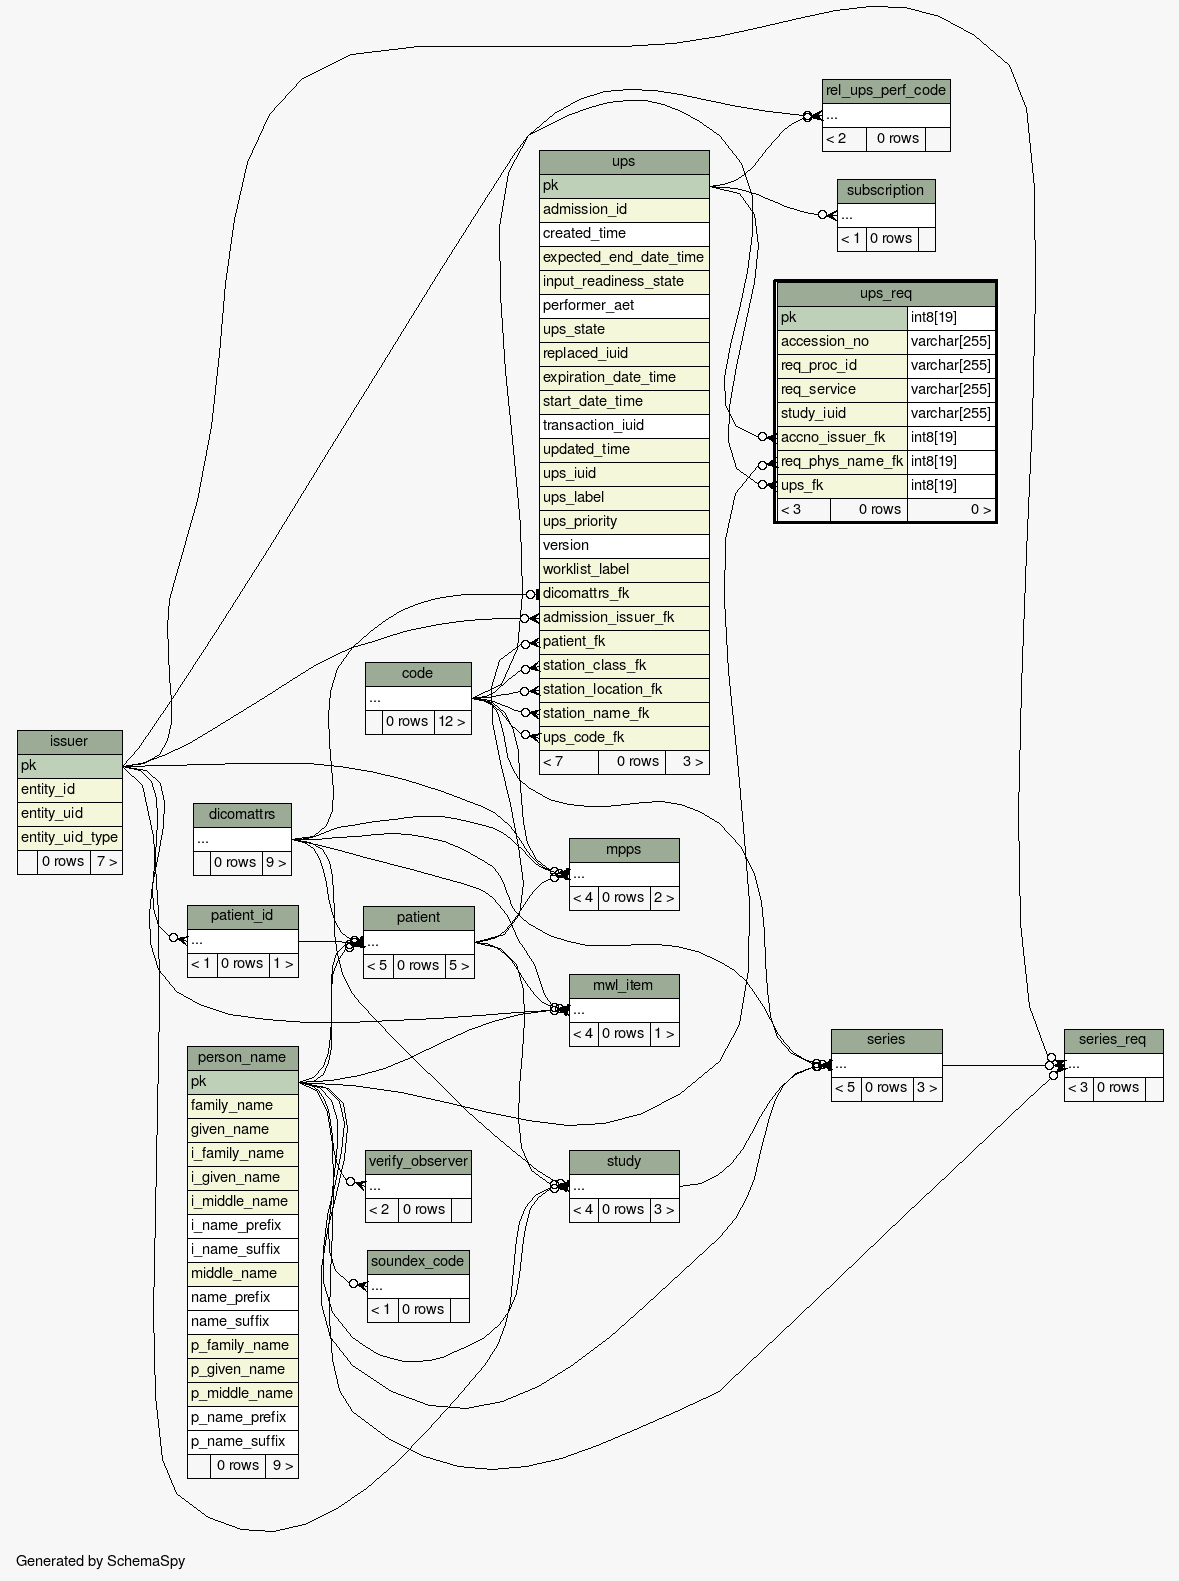 rel_ups_perf_code
...
< 2 0 rows
subscription
...
< 1 0 rows
ups
pk
admission_id
created_time
expected_end_date_time
input_readiness_state
performer_aet
ups_state
replaced_iuid
expiration_date_time
start_date_time
transaction_iuid
updated_time
ups_iuid
ups_label
ups_priority
version
worklist_label
dicomattrs_fk
admission_issuer_fk
patient_fk
station_class_fk
station_location_fk
station_name_fk
ups_code_fk
< 7 0 rows 3 >
ups_req
pk int8[19]
accession_no varchar[255]
req_proc_id varchar[255]
req_service varchar[255]
study_iuid varchar[255]
accno_issuer_fk int8[19]
req_phys_name_fk int8[19]
ups_fk int8[19]
< 3 0 rows 0 >
code
...
0 rows 12 >
issuer
pk
entity_id
entity_uid
entity_uid_type
0 rows 7 >
dicomattrs
...
0 rows 9 >
mpps
...
< 4 0 rows 2 >
patient_id
...
< 1 0 rows 1 >
patient
...
< 5 0 rows 5 >
mwl_item
...
< 4 0 rows 1 >
series
...
< 5 0 rows 3 >
series_req
...
< 3 0 rows
person_name
pk
family_name
given_name
i_family_name
i_given_name
i_middle_name
i_name_prefix
i_name_suffix
middle_name
name_prefix
name_suffix
p_family_name
p_given_name
p_middle_name
p_name_prefix
p_name_suffix
0 rows 9 >
verify_observer
...
< 2 0 rows
study
...
< 4 0 rows 3 >
soundex_code
...
< 1 0 rows
Generated by SchemaSpy